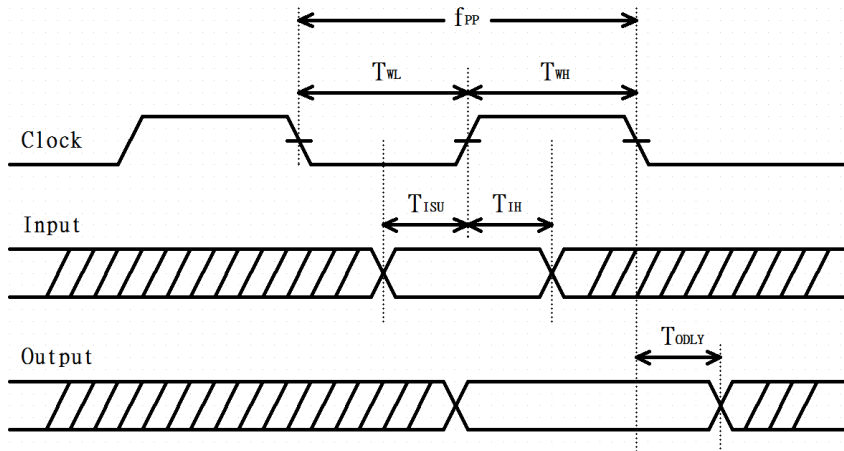 fPP
TWL TWH
Clock
TISU TIH
Input
TODLY
Output